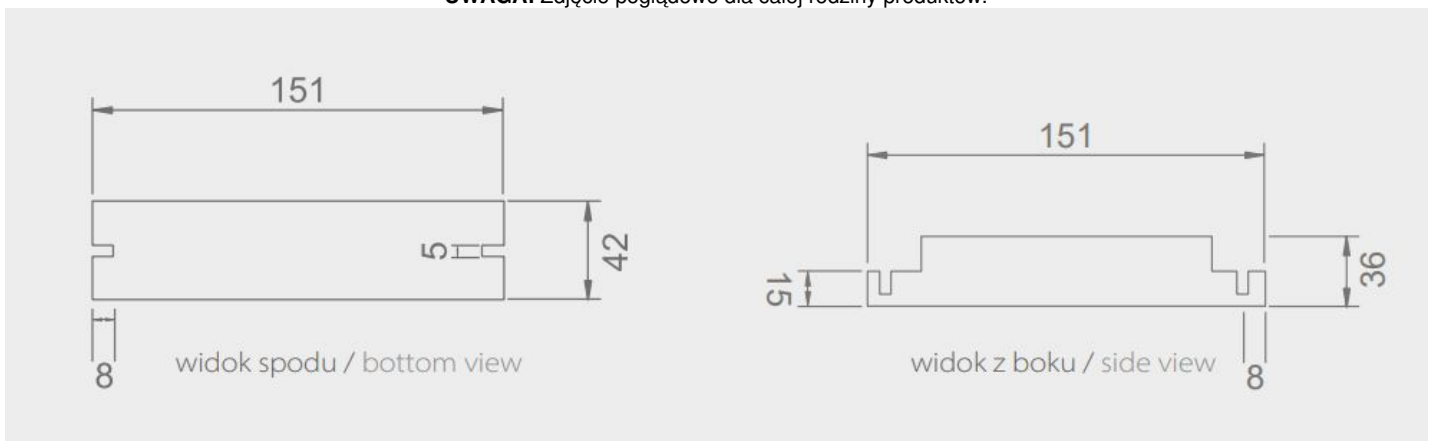 UWAGA! Zdjęcie poglądowe dla całej rodziny produktów.
151
5
42
8
widok spodu / bottom view
151
15
36
8
widok z boku / side view